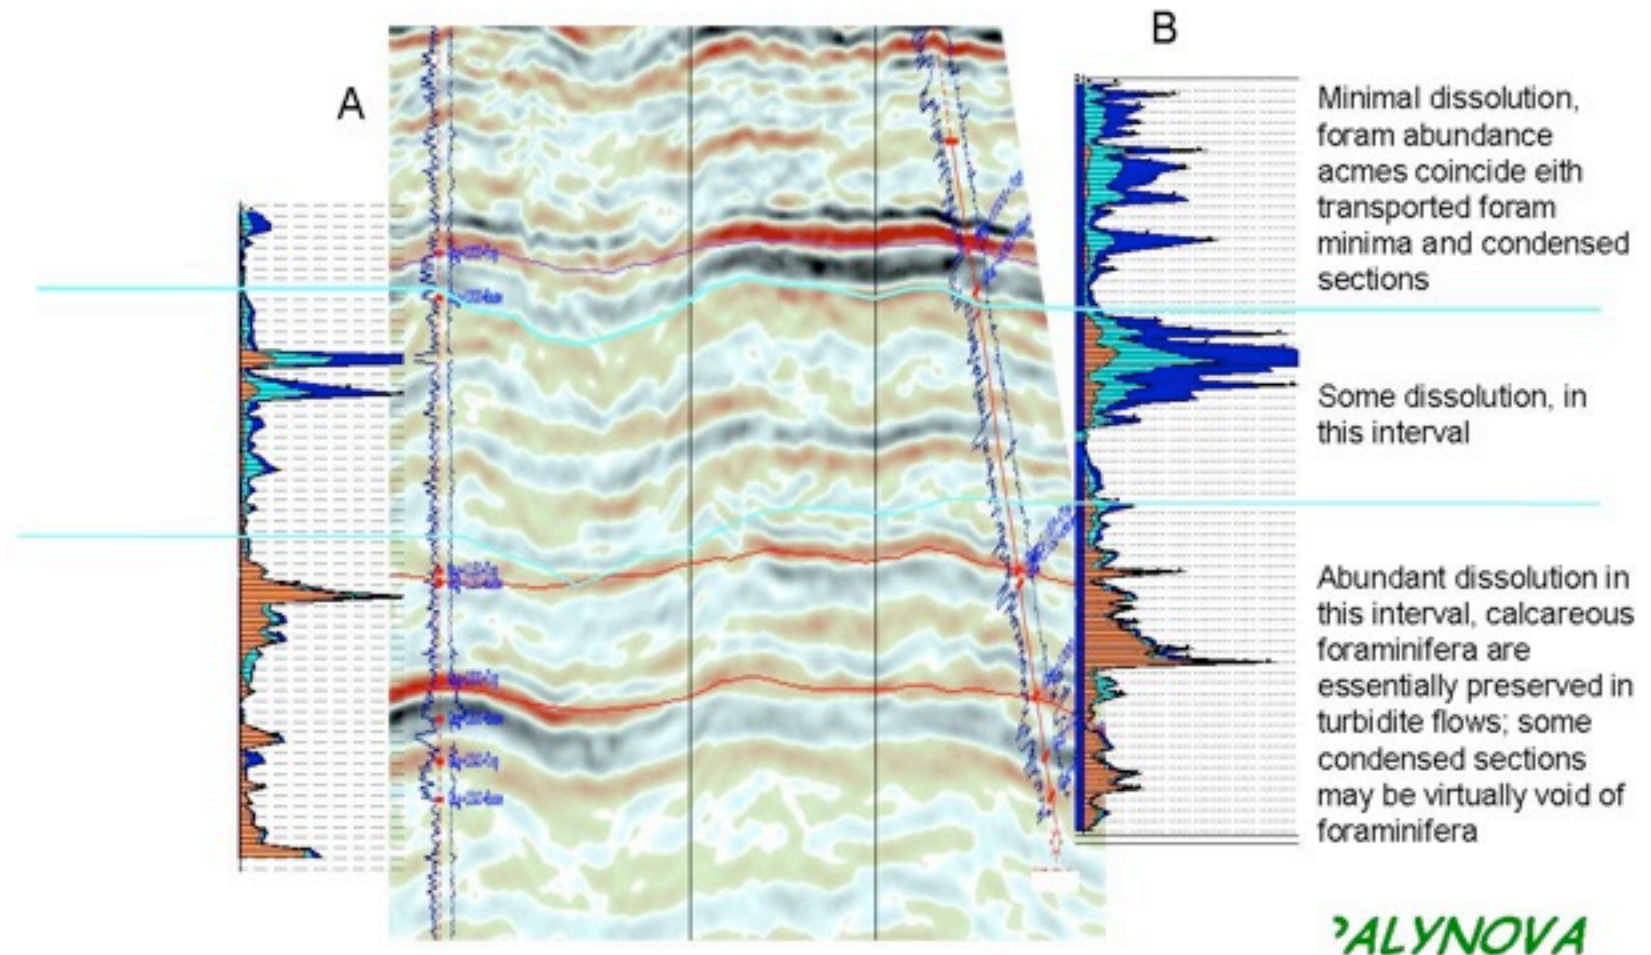 A
B
Minimal dissolution,
foram abundance
acmes coincide eith
transported foram
minima and condensed
sections
Some dissolution, in
this interval
Abundant dissolution in
this interval, calcareous
foraminifera are
essentially preserved in
turbidite flows; some
condensed sections
may be virtually void of
foraminifera
PALYNOVA